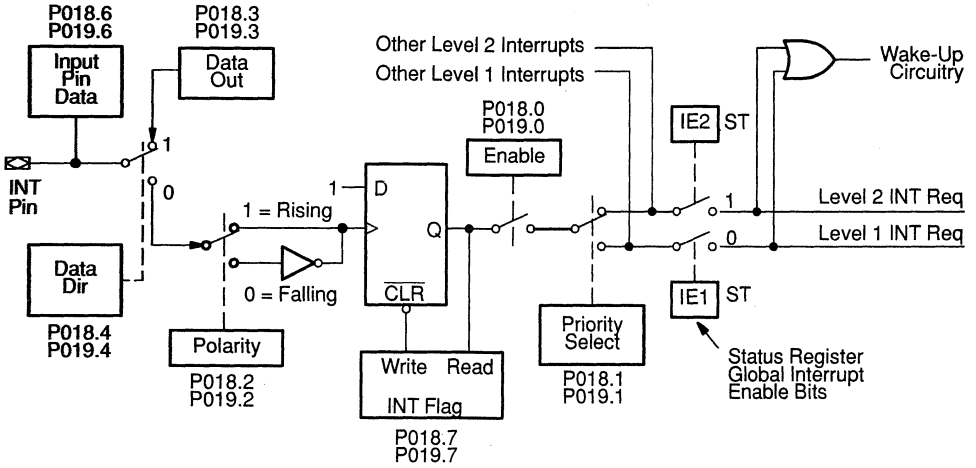 P018.6
P019.6
Input
Pin
Data
P018.3
P019.3
Data
Out
Other Level 2 Interrupts
Other Level 1 Interrupts
Wake-Up
Circuitry
P018.0
P019.0
Enable
IE2 ST
1
0
INT
Pin
1 D
Q
CLR
1 = Rising
0 = Falling
1
0
Level 2 INT Req
Level 1 INT Req
Data
Dir
P018.4
P019.4
Polarity
P018.2
P019.2
Write Read
INT Flag
P018.7
P019.7
Priority
Select
P018.1
P019.1
IE1 ST
Status Register
Global Interrupt
Enable Bits